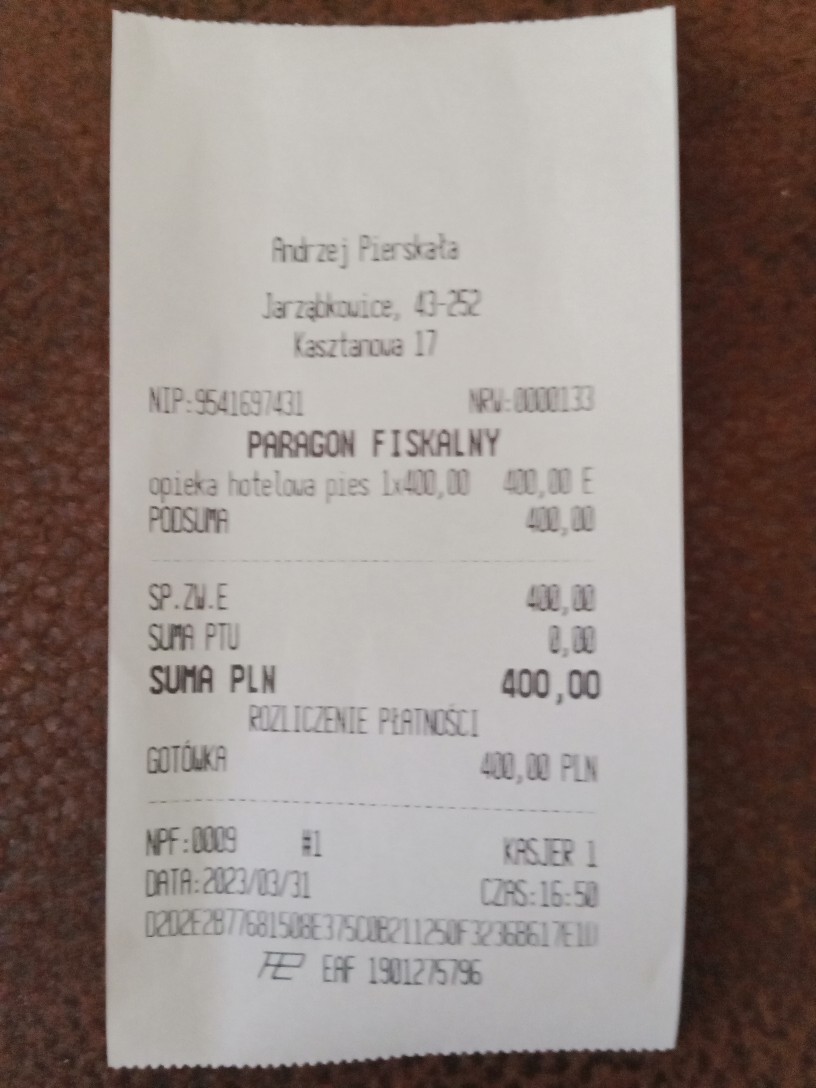 Andrzej Pierskała
Jarząbkowice, 43-252
Kasztanowa 17
NIP:9541697431 NRW:0000133
PARAGON FISKALNY
opieka hotelowa pies 1x400,00 400,00 E
PODSUMA 400,00
SP.ZW.E 400,00
SUMA PTU 0,00
SUMA PLN 400,00
ROZLICZENIE PŁATNOŚCI
GOTÓWKA 400,00 PLN
NPF:0009 #1 KASJER 1
DATA:2023/03/31 CZAS:16:50
D2D2E2B77681508E375C0B211250F3236B617E1D
EAF 1901275796